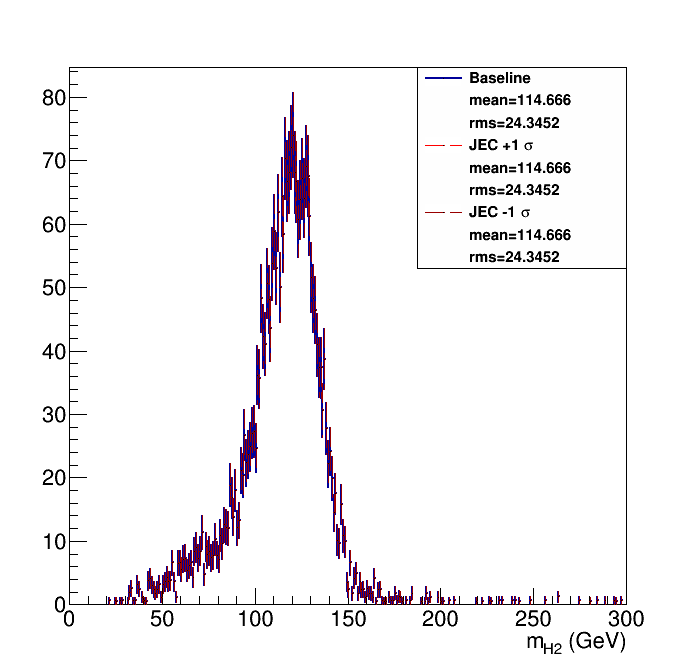 Baseline
mean=114.666
rms=24.3452
JEC +1 σ
mean=114.666
rms=24.3452
JEC -1 σ
mean=114.666
rms=24.3452
80
70
60
50
40
30
20
10
0
0 50 100 150 200 250 300
m_H2 (GeV)